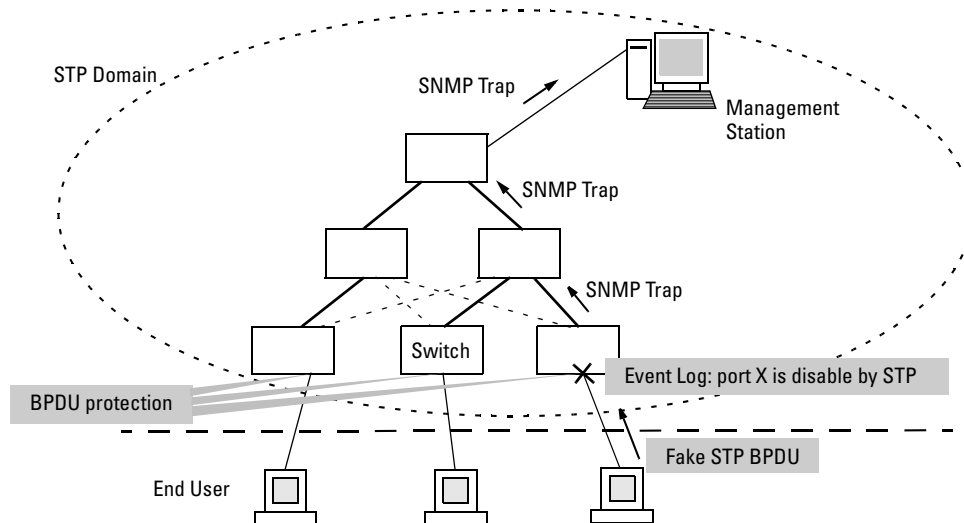 STP Domain
SNMP Trap
Management
Station
SNMP Trap
SNMP Trap
Switch
Event Log: port X is disable by STP
BPDU protection
Fake STP BPDU
End User